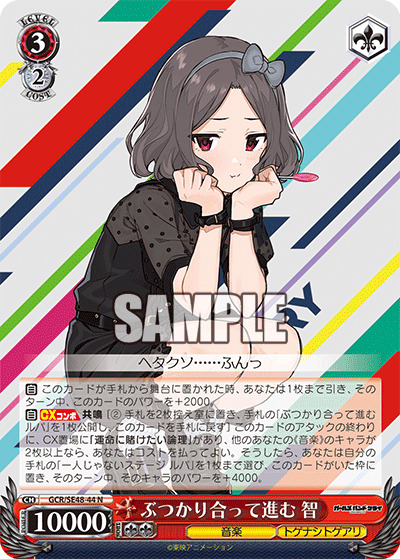 LEVEL
3
2
COST
SAMPLE
ヘタクソ……ふんっ
自 このカードが手札から舞台に置かれた時、あなたは1枚まで引き、そのターン中、このカードのパワーを+2000。
自 CXコンボ 共鳴 [② 手札を2枚控え室に置き、手札の「ぶつかり合って進む ルパ」を1枚公開し、このカードを手札に戻す] このカードのアタックの終わりに、CX置場に「運命に賭けたい論理」があり、他のあなたの《音楽》のキャラが2枚以上なら、あなたはコストを払ってよい。そうしたら、あなたは自分の手札の「一人じゃないステージ ルパ」を1枚まで選び、このカードがいた枠に置き、そのターン中、そのキャラのパワーを+4000。
CH GCR/SE48-44 N
10000
ぶつかり合って進む 智
ガールズバンドクライ
音楽
トゲナシトゲアリ
©東映アニメーション